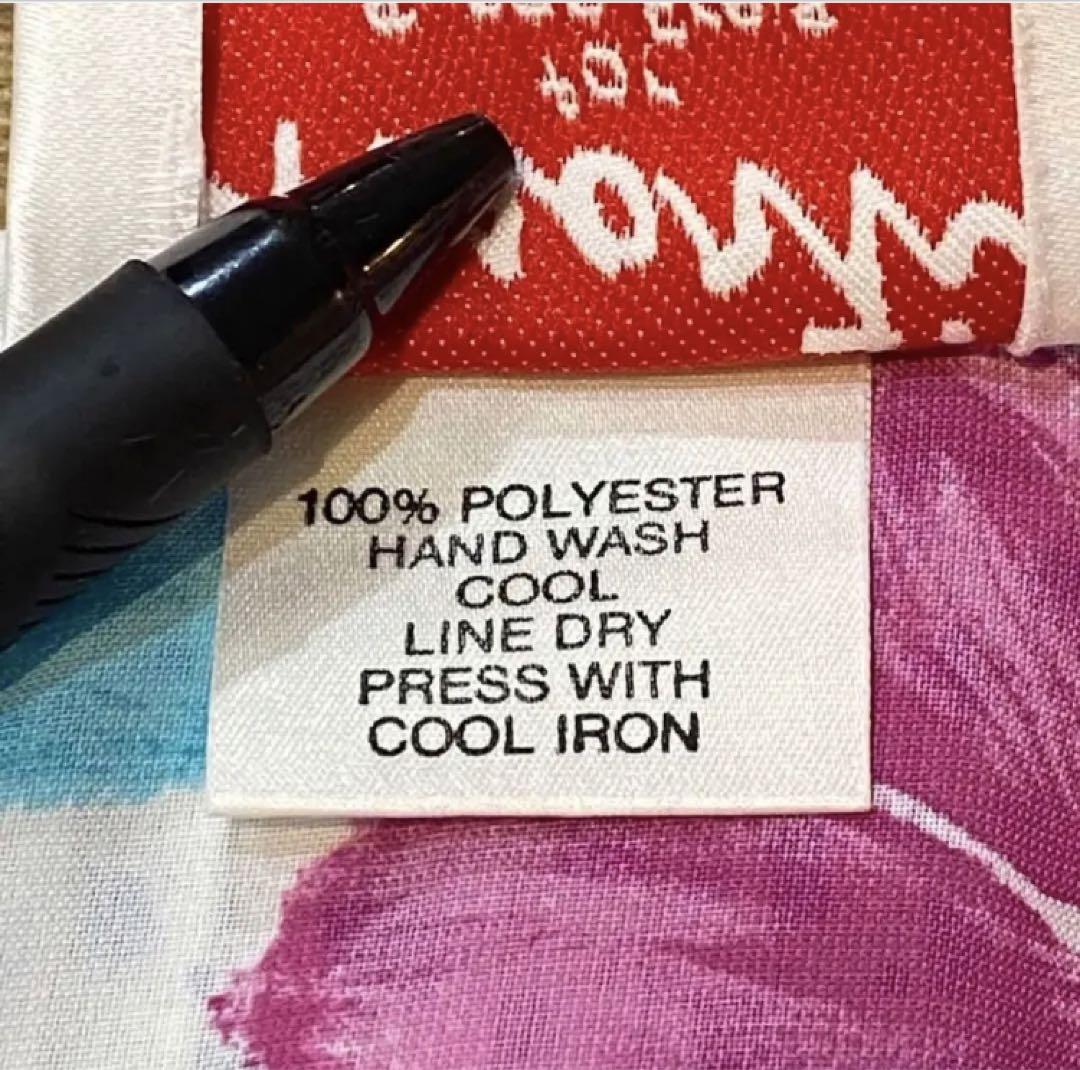 100% POLYESTER
HAND WASH
COOL
LINE DRY
PRESS WITH
COOL IRON